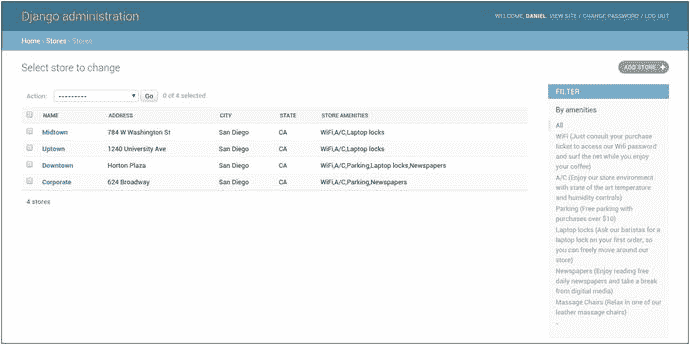 Django administration
WELCOME, DANIEL. VIEW SITE / CHANGE PASSWORD / LOG OUT
Home › Stores › Stores
Select store to change
ADD STORE +
Action: --------- Go 0 of 4 selected
NAME ADDRESS CITY STATE STORE AMENITIES
Midtown 784 W Washington St San Diego CA WiFi,A/C,Laptop locks
Uptown 1240 University Ave San Diego CA WiFi,A/C,Laptop locks
Downtown Horton Plaza San Diego CA WiFi,A/C,Parking,Laptop locks,Newspapers
Corporate 624 Broadway San Diego CA WiFi,A/C,Parking,Newspapers
4 stores
FILTER
By amenities
All
WiFi (Just consult your purchase
ticket to access our Wifi password
and surf the net while you enjoy
your coffee)
A/C (Enjoy our store environment
with state of the art temperature
and humidity controls)
Parking (Free parking with
purchases over $10)
Laptop locks (Ask our baristas for a
laptop lock on your first order, so
you can freely move around our
store)
Newspapers (Enjoy reading free
daily newspapers and take a break
from digital media)
Massage Chairs (Relax in one of our
leather massage chairs)
-